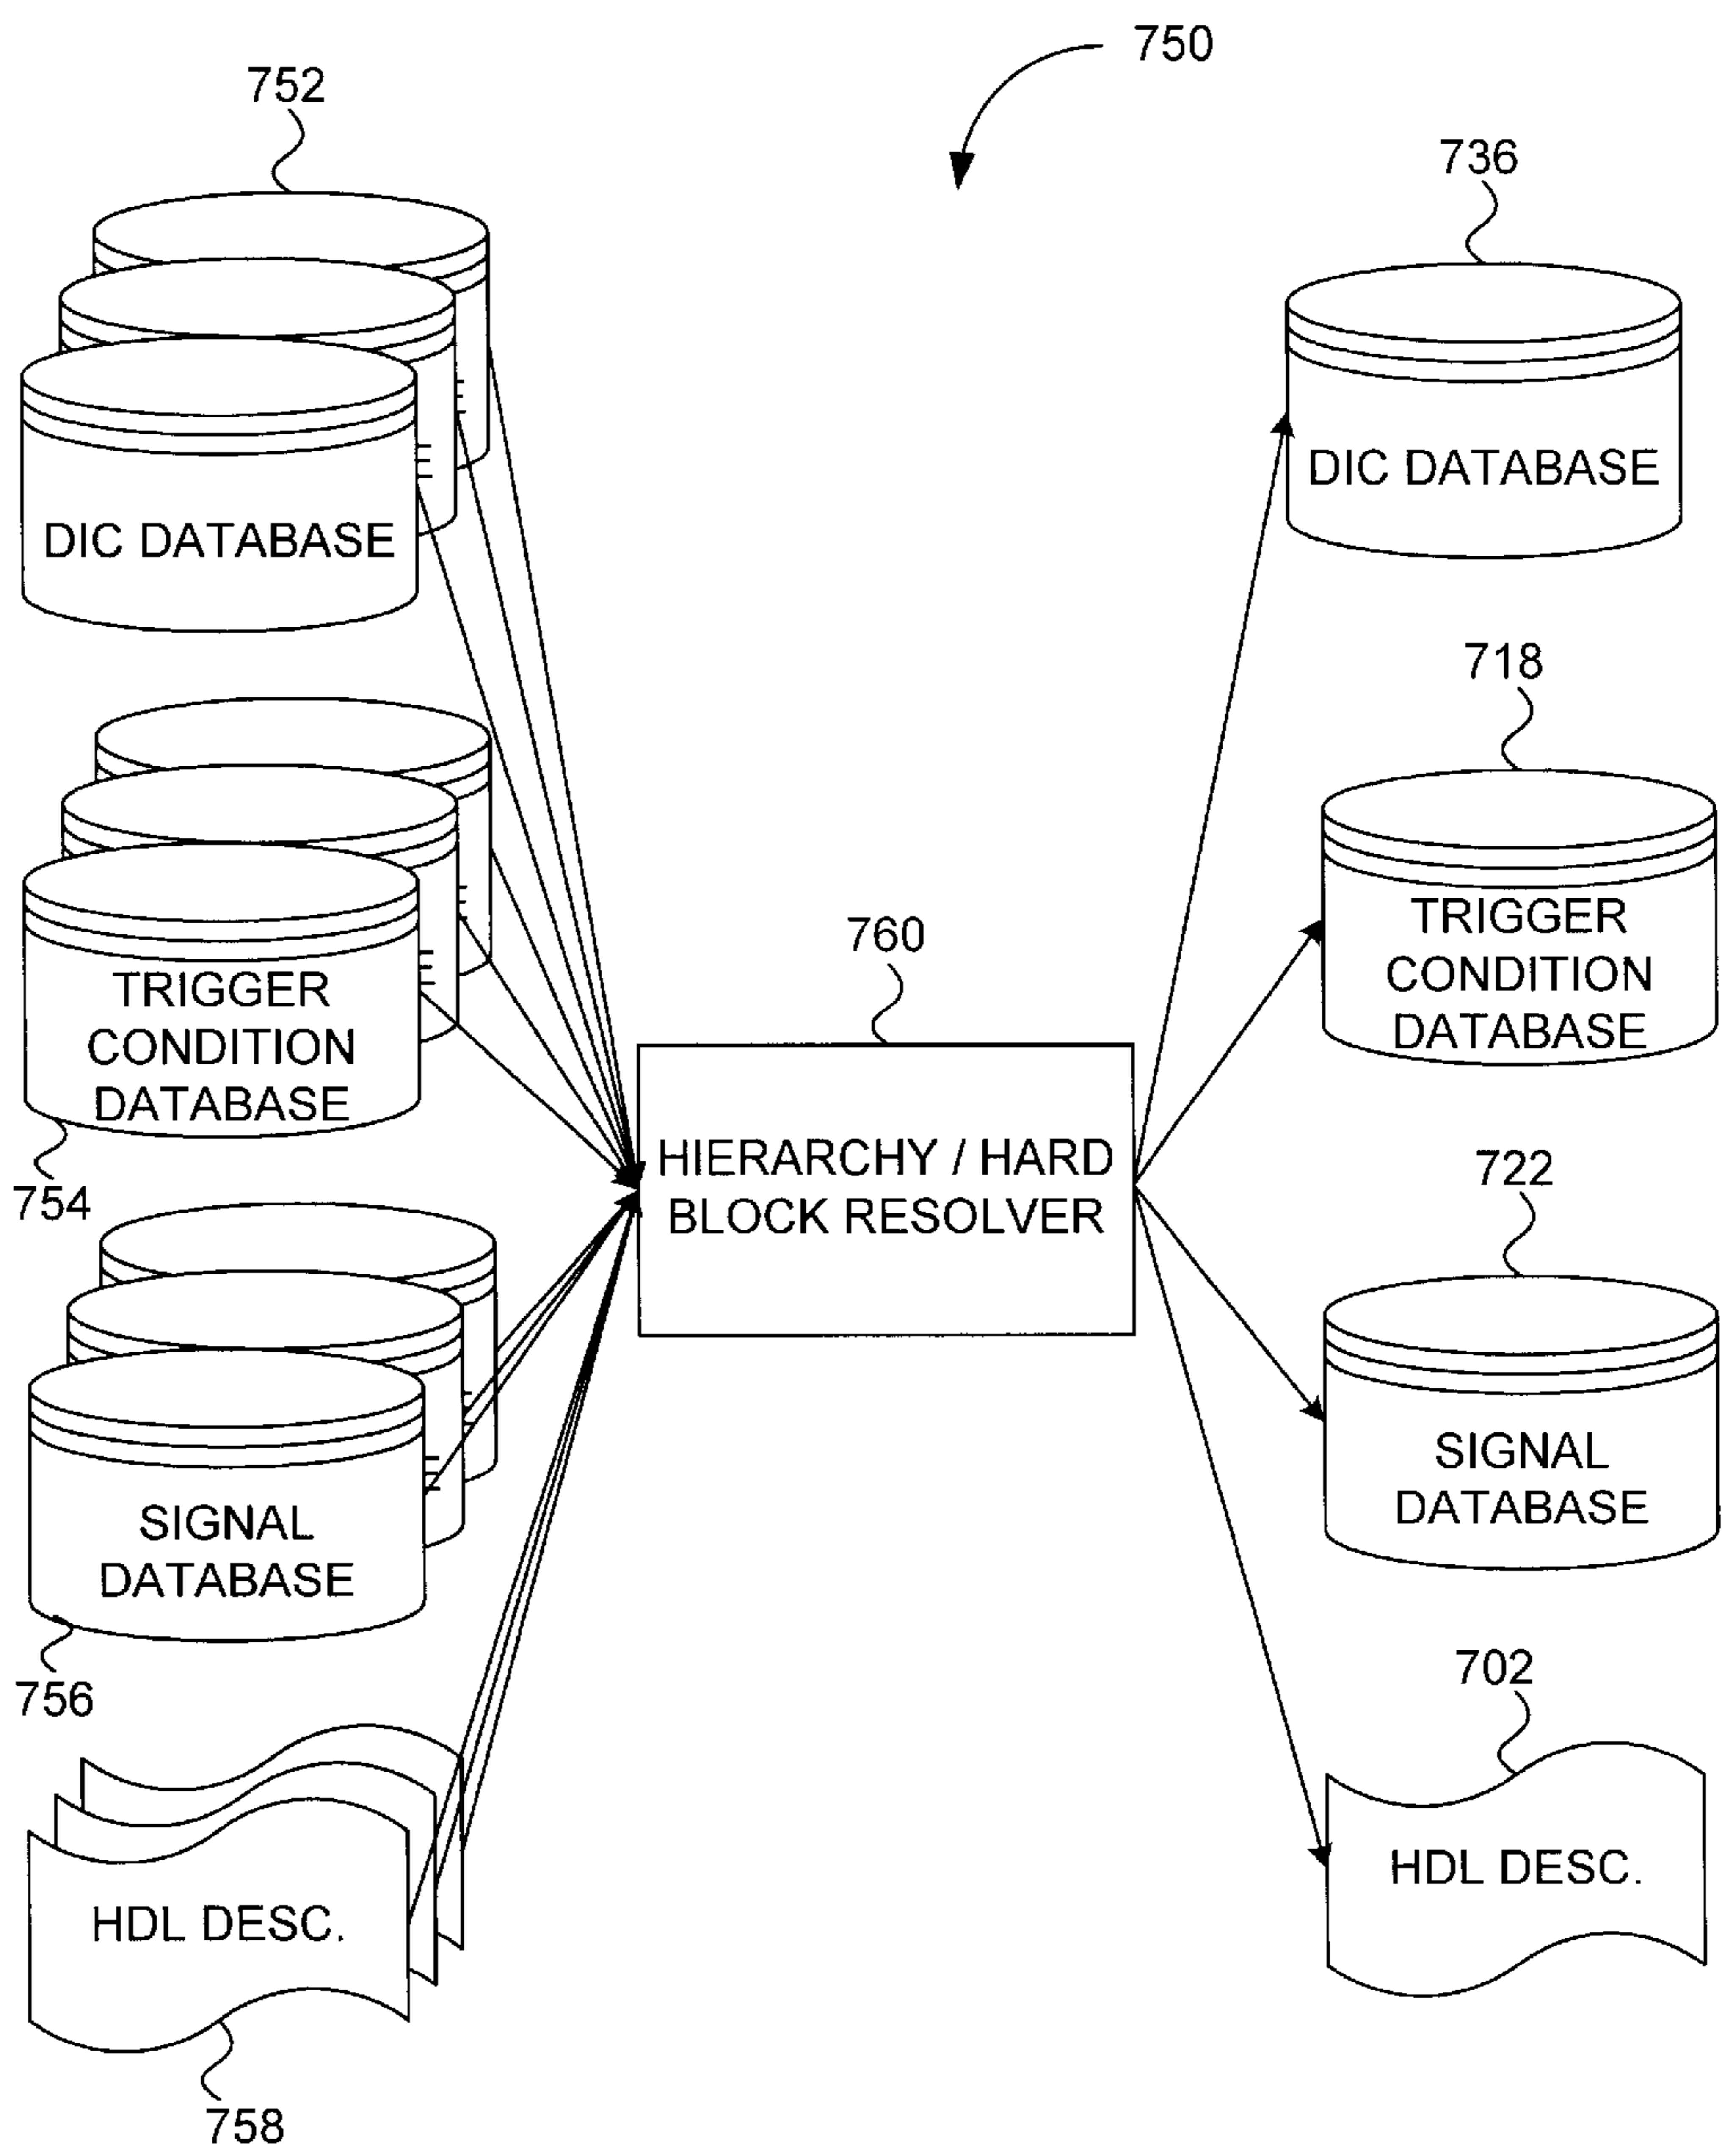 750
752
736
DIC DATABASE
DIC DATABASE
718
760
TRIGGER
CONDITION
DATABASE
TRIGGER
CONDITION
DATABASE
754
HIERARCHY / HARD
BLOCK RESOLVER
722
SIGNAL
DATABASE
SIGNAL
DATABASE
756
702
HDL DESC.
HDL DESC.
758